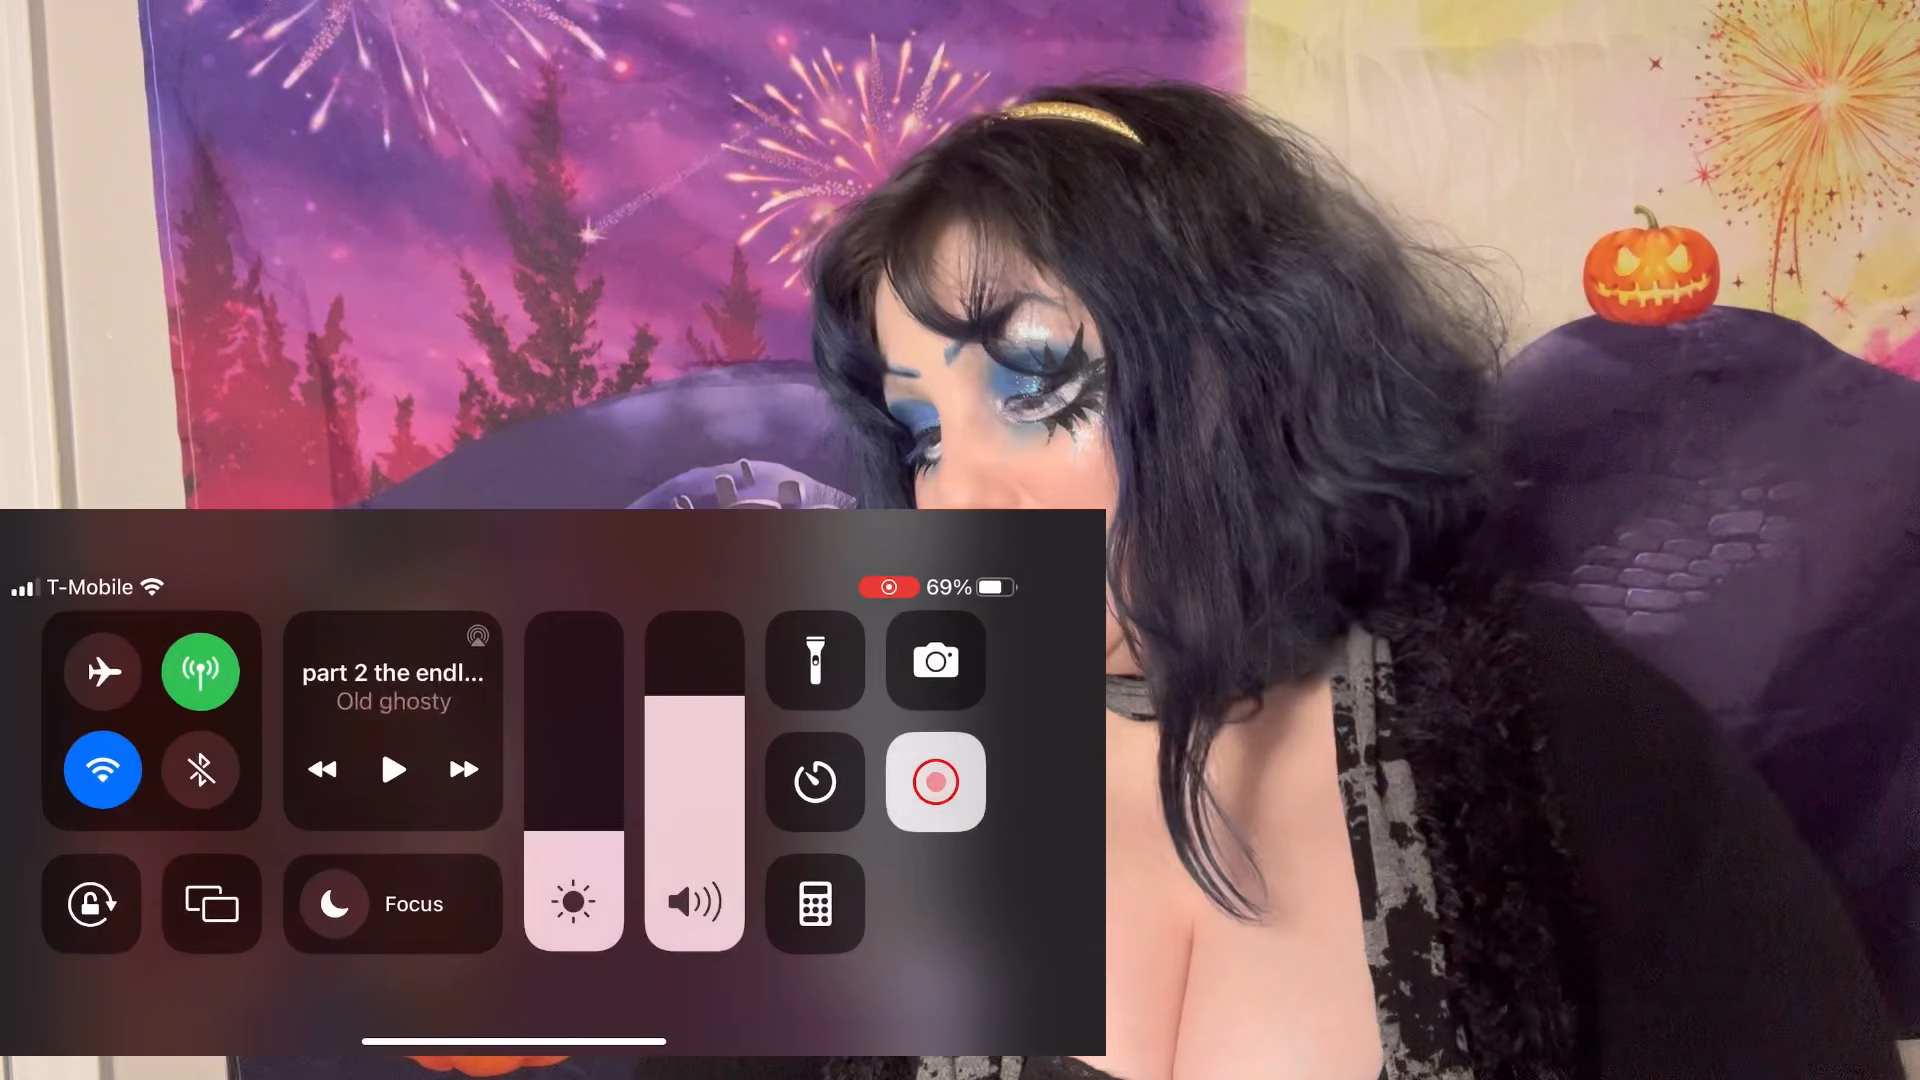 T-Mobile
69%
part 2 the endl...
Old ghosty
Focus